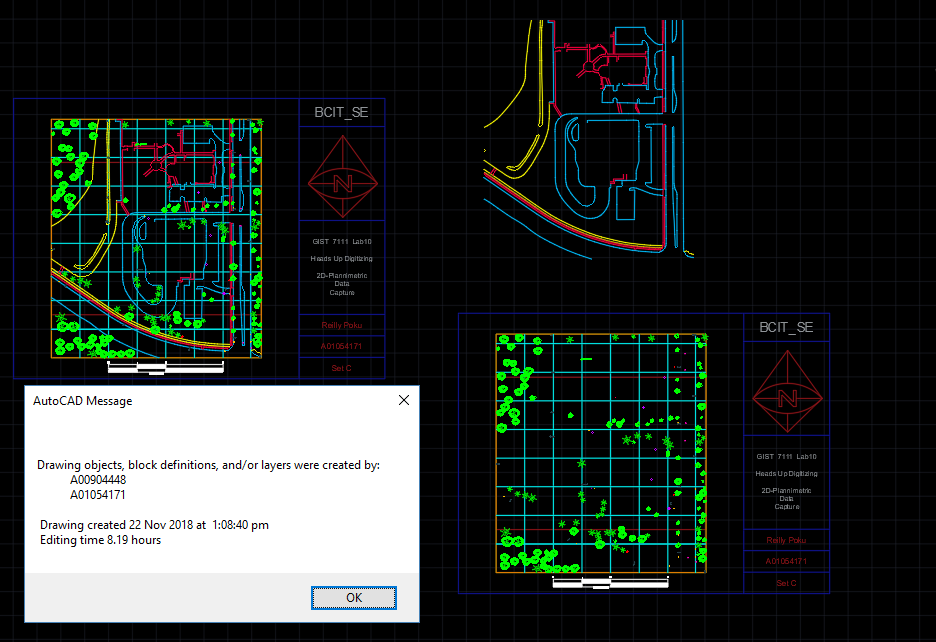 BCIT_SE
N
GIST 7111 Lab10
Heads Up Digitizing
2D-Plannimetric
Data
Capture
Reilly Poku
A01054171
Set C
AutoCAD Message
Drawing objects, block definitions, and/or layers were created by:
A00904448
A01054171
Drawing created 22 Nov 2018 at 1:08:40 pm
Editing time 8.19 hours
OK
BCIT_SE
N
GIST 7111 Lab10
Heads Up Digitizing
2D-Plannimetric
Data
Capture
Reilly Poku
A01054171
Set C